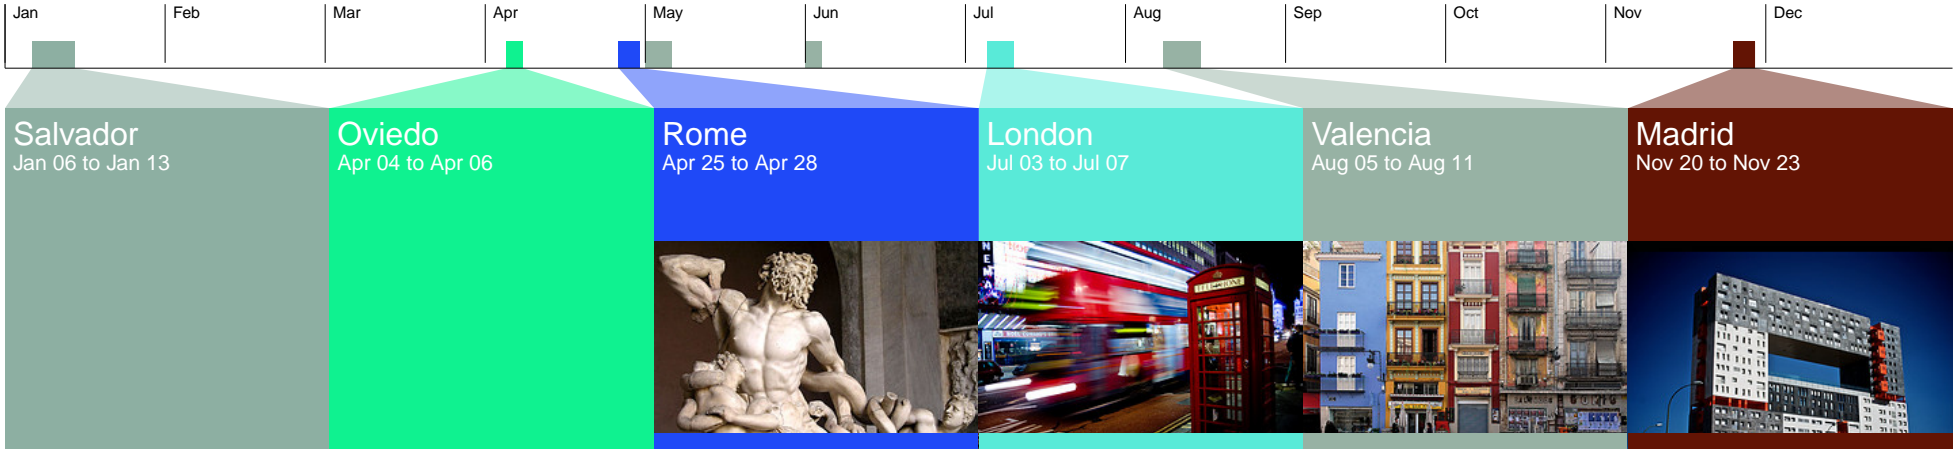 Jan Feb Mar Apr May Jun Jul Aug Sep Oct Nov Dec
Salvador
Jan 06 to Jan 13
Oviedo
Apr 04 to Apr 06
Rome
Apr 25 to Apr 28
London
Jul 03 to Jul 07
Valencia
Aug 05 to Aug 11
Madrid
Nov 20 to Nov 23
TELEPHONE